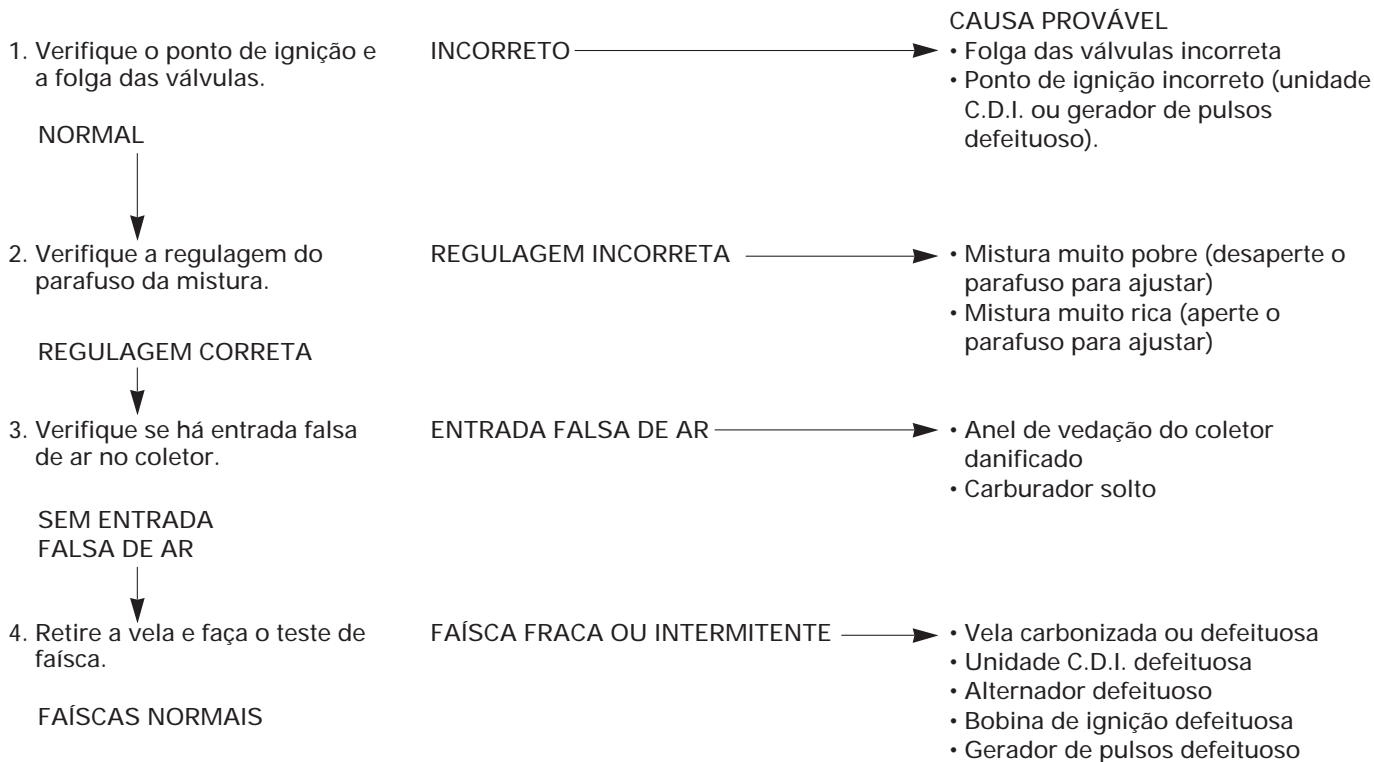 CAUSA PROVÁVEL
1. Verifique o ponto de ignição e
a folga das válvulas.
INCORRETO
• Folga das válvulas incorreta
• Ponto de ignição incorreto (unidade
C.D.I. ou gerador de pulsos
defeituoso).
NORMAL
2. Verifique a regulagem do
parafuso da mistura.
REGULAGEM INCORRETA
• Mistura muito pobre (desaperte o
parafuso para ajustar)
• Mistura muito rica (aperte o
parafuso para ajustar)
REGULAGEM CORRETA
3. Verifique se há entrada falsa
de ar no coletor.
ENTRADA FALSA DE AR
• Anel de vedação do coletor
danificado
• Carburador solto
SEM ENTRADA
FALSA DE AR
4. Retire a vela e faça o teste de
faísca.
FAÍSCA FRACA OU INTERMITENTE
• Vela carbonizada ou defeituosa
• Unidade C.D.I. defeituosa
• Alternador defeituoso
• Bobina de ignição defeituosa
• Gerador de pulsos defeituoso
FAÍSCAS NORMAIS